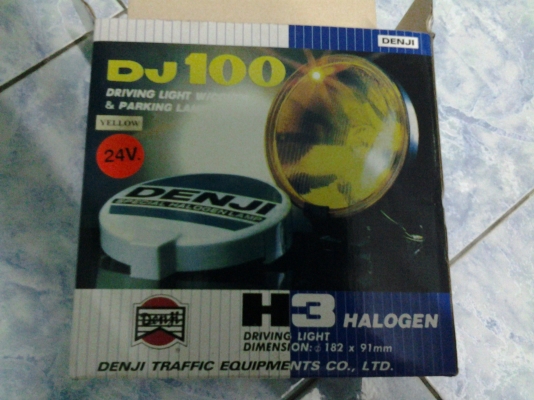 DENJI
DJ 100
DRIVING LIGHT
& PARKING
YELLOW
24V.
DENJI
SPECIAL HALOGEN LAMP
H3 HALOGEN
DRIVING LIGHT
DIMENSION: 182 x 91mm
DENJI TRAFFIC EQUIPMENTS CO., LTD.